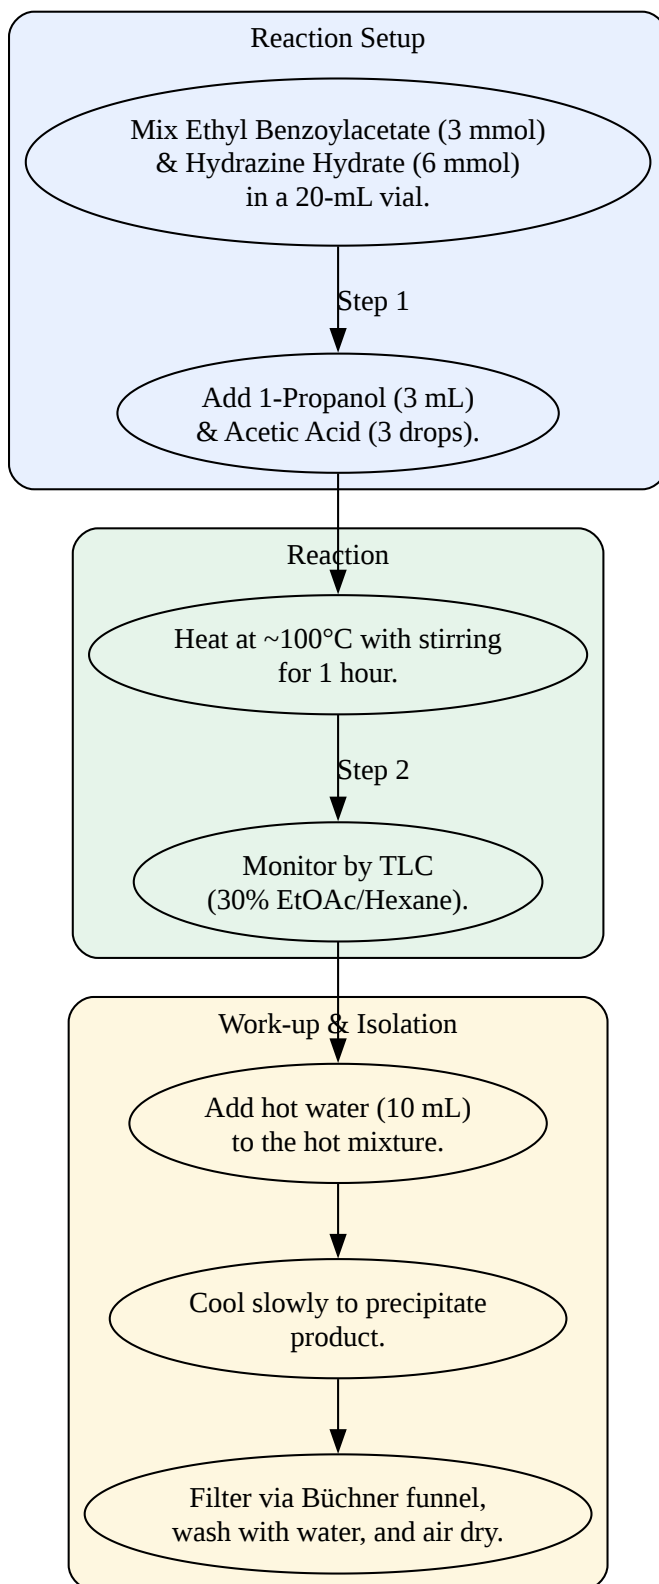 Reaction Setup
Mix Ethyl Benzoylacetate (3 mmol)
& Hydrazine Hydrate (6 mmol)
in a 20-mL vial.
Step 1
Add 1-Propanol (3 mL)
& Acetic Acid (3 drops).
Reaction
Heat at ~100°C with stirring
for 1 hour.
Step 2
Monitor by TLC
(30% EtOAc/Hexane).
Work-up & Isolation
Add hot water (10 mL)
to the hot mixture.
Cool slowly to precipitate
product.
Filter via Büchner funnel,
wash with water, and air dry.